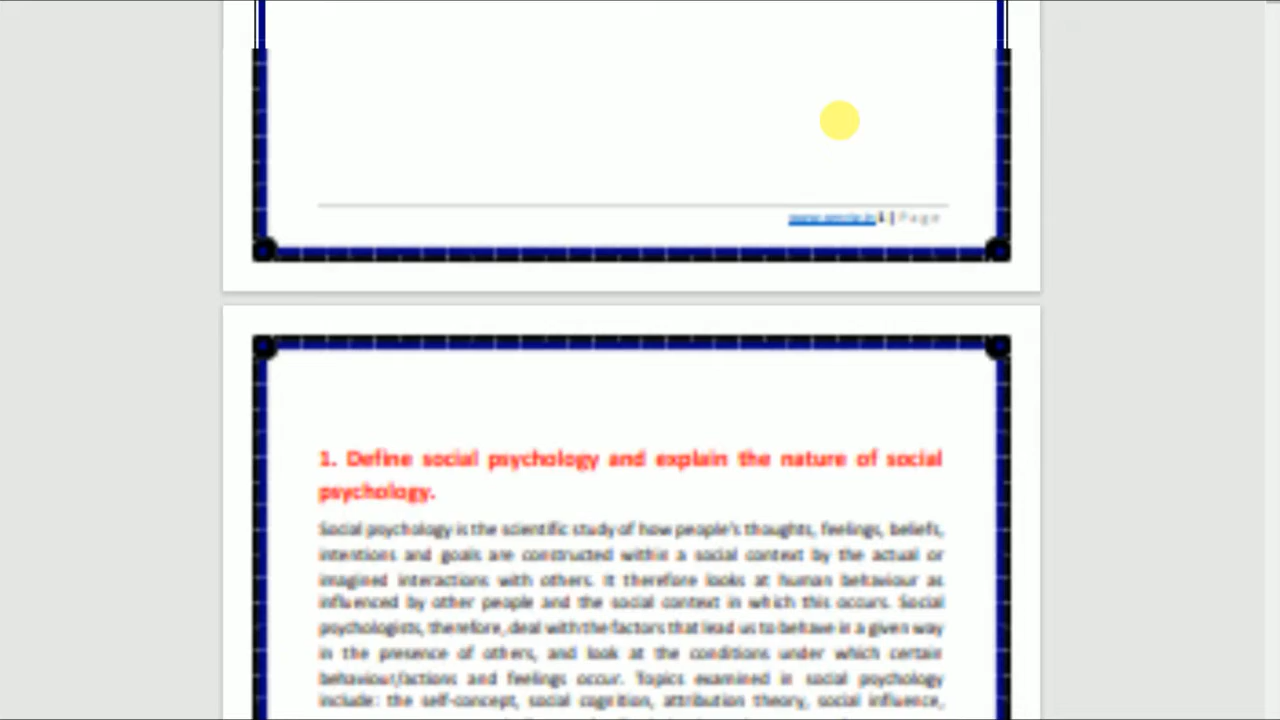 1 | Page
1. Define social psychology and explain the nature of social
psychology.
Social psychology is the scientific study of how people's thoughts, feelings, beliefs,
intentions and goals are constructed within a social context by the actual or
imagined interactions with others. It therefore looks at human behaviour as
influenced by other people and the social context in which this occurs. Social
psychologists, therefore, deal with the factors that lead us to behave in a given way
in the presence of others, and look at the conditions under which certain
behaviour/actions and feelings occur. Topics examined in social psychology
include: the self-concept, social cognition, attribution theory, social influence,